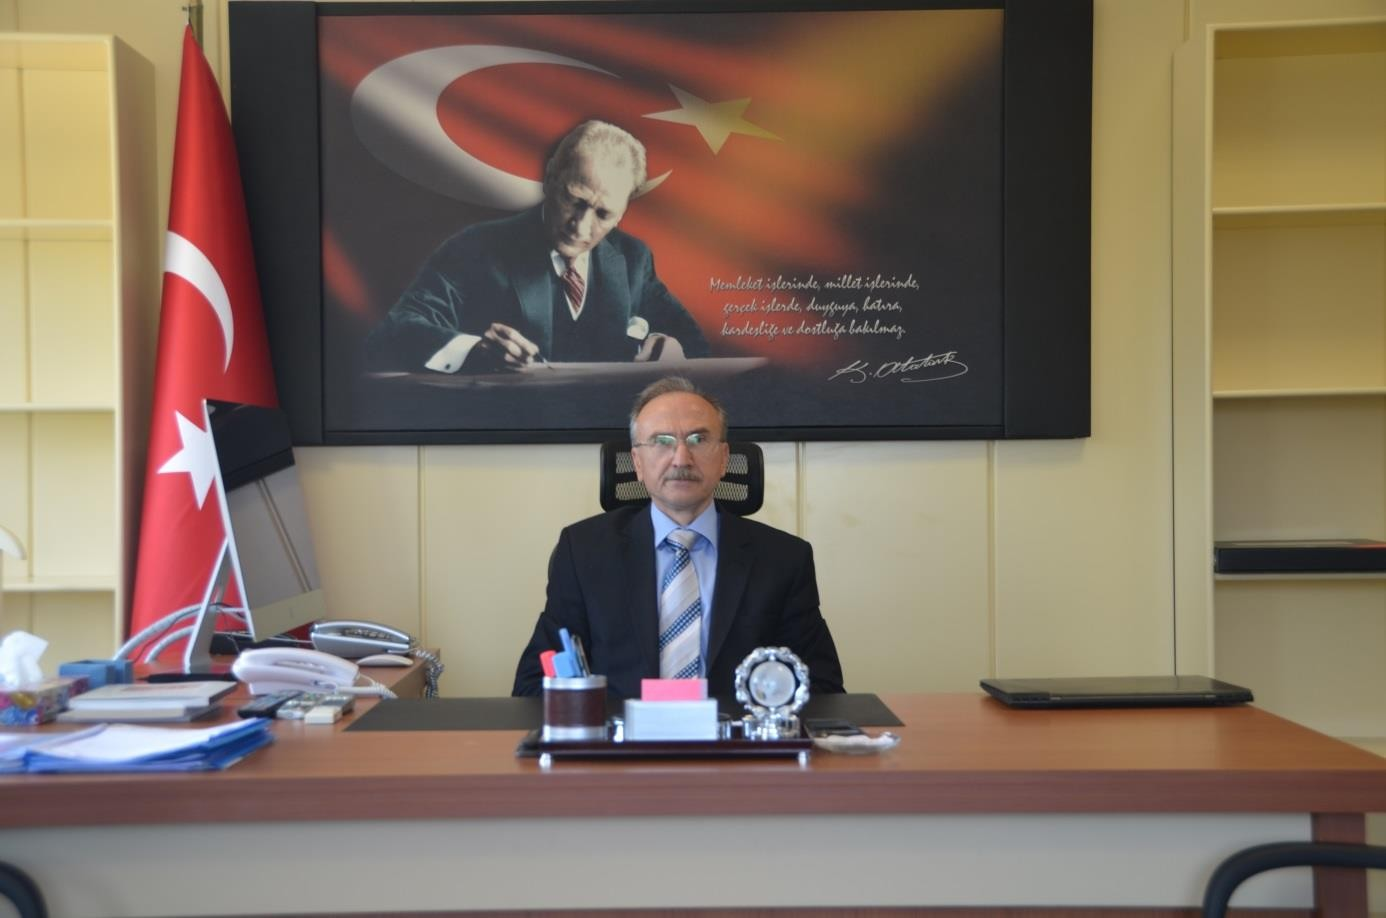 Memleket işlerinde, millet işlerinde,
gerçek işlerde, duyguya, hatıra,
kardeşliğe ve dostluğa bakılmaz.
K. Atatürk